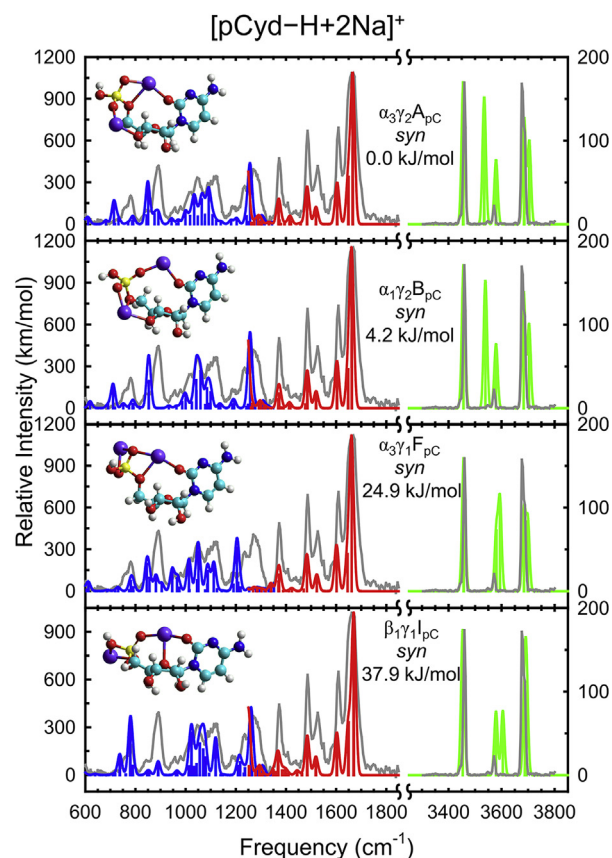 [pCyd−H+2Na]⁺
1200
900
600
300
0
α₃γ₂A_pC
syn
0.0 kJ/mol
200
100
0
1200
900
600
300
0
α₁γ₂B_pC
syn
4.2 kJ/mol
200
100
0
1200
900
600
300
0
α₃γ₁F_pC
syn
24.9 kJ/mol
200
100
0
900
600
300
0
β₁γ₁I_pC
syn
37.9 kJ/mol
200
100
0
Relative Intensity (km/mol)
600 800 1000 1200 1400 1600 1800 3400 3600 3800
Frequency (cm⁻¹)